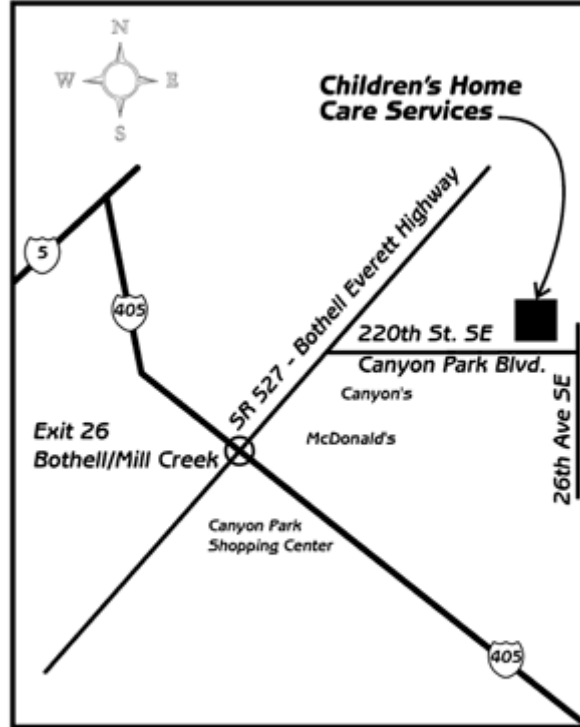 N
W E
S
Children's Home
Care Services
5
405
SR 527 - Bothell Everett Highway
220th St. SE
Canyon Park Blvd.
Canyon's
26th Ave SE
Exit 26
Bothell/Mill Creek
McDonald's
Canyon Park
Shopping Center
405